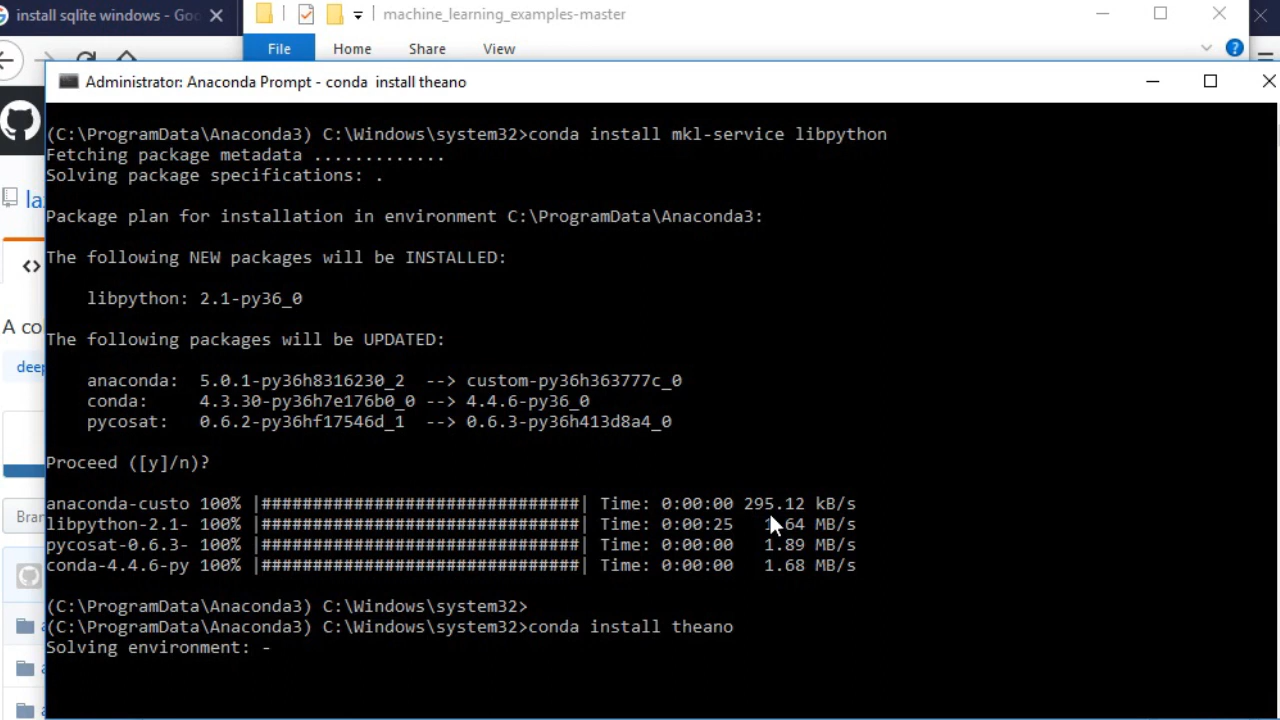 install sqlite windows - Goo
machine_learning_examples-master
File Home Share View
Administrator: Anaconda Prompt - conda  install theano
(C:\ProgramData\Anaconda3) C:\Windows\system32>conda install mkl-service libpython
Fetching package metadata .............
Solving package specifications: .
Package plan for installation in environment C:\ProgramData\Anaconda3:
The following NEW packages will be INSTALLED:
libpython: 2.1-py36_0
The following packages will be UPDATED:
anaconda:  5.0.1-py36h8316230_2  --> custom-py36h363777c_0
conda:     4.3.30-py36h7e176b0_0 --> 4.4.6-py36_0
pycosat:   0.6.2-py36hf17546d_1  --> 0.6.3-py36h413d8a4_0
Proceed ([y]/n)?
anaconda-custo 100% |###############################| Time: 0:00:00 295.12 kB/s
libpython-2.1- 100% |###############################| Time: 0:00:25   1.64 MB/s
pycosat-0.6.3- 100% |###############################| Time: 0:00:00   1.89 MB/s
conda-4.4.6-py 100% |###############################| Time: 0:00:00   1.68 MB/s
(C:\ProgramData\Anaconda3) C:\Windows\system32>
(C:\ProgramData\Anaconda3) C:\Windows\system32>conda install theano
Solving environment: -
la
A co
deep
Bran